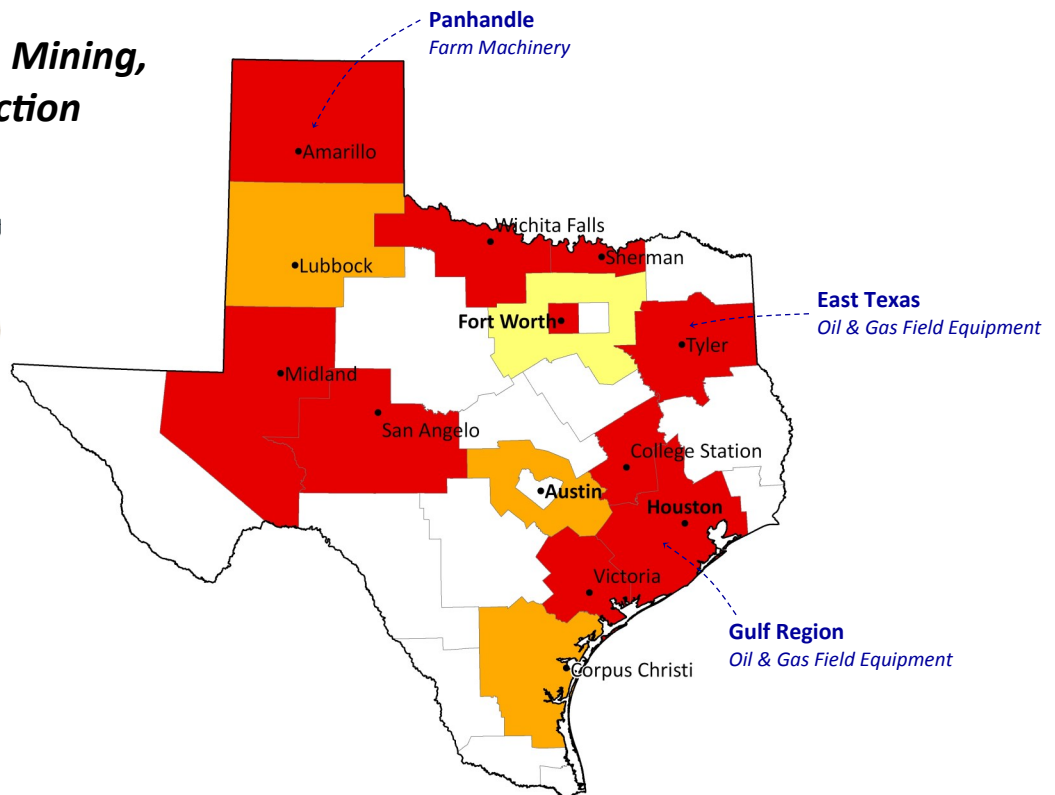 Panhandle
Farm Machinery
Mining,
Amarillo
Wichita Falls
Sherman
Lubbock
East Texas
Oil & Gas Field Equipment
Fort Worth
Tyler
Midland
San Angelo
College Station
Austin
Houston
Victoria
Gulf Region
Oil & Gas Field Equipment
Corpus Christi